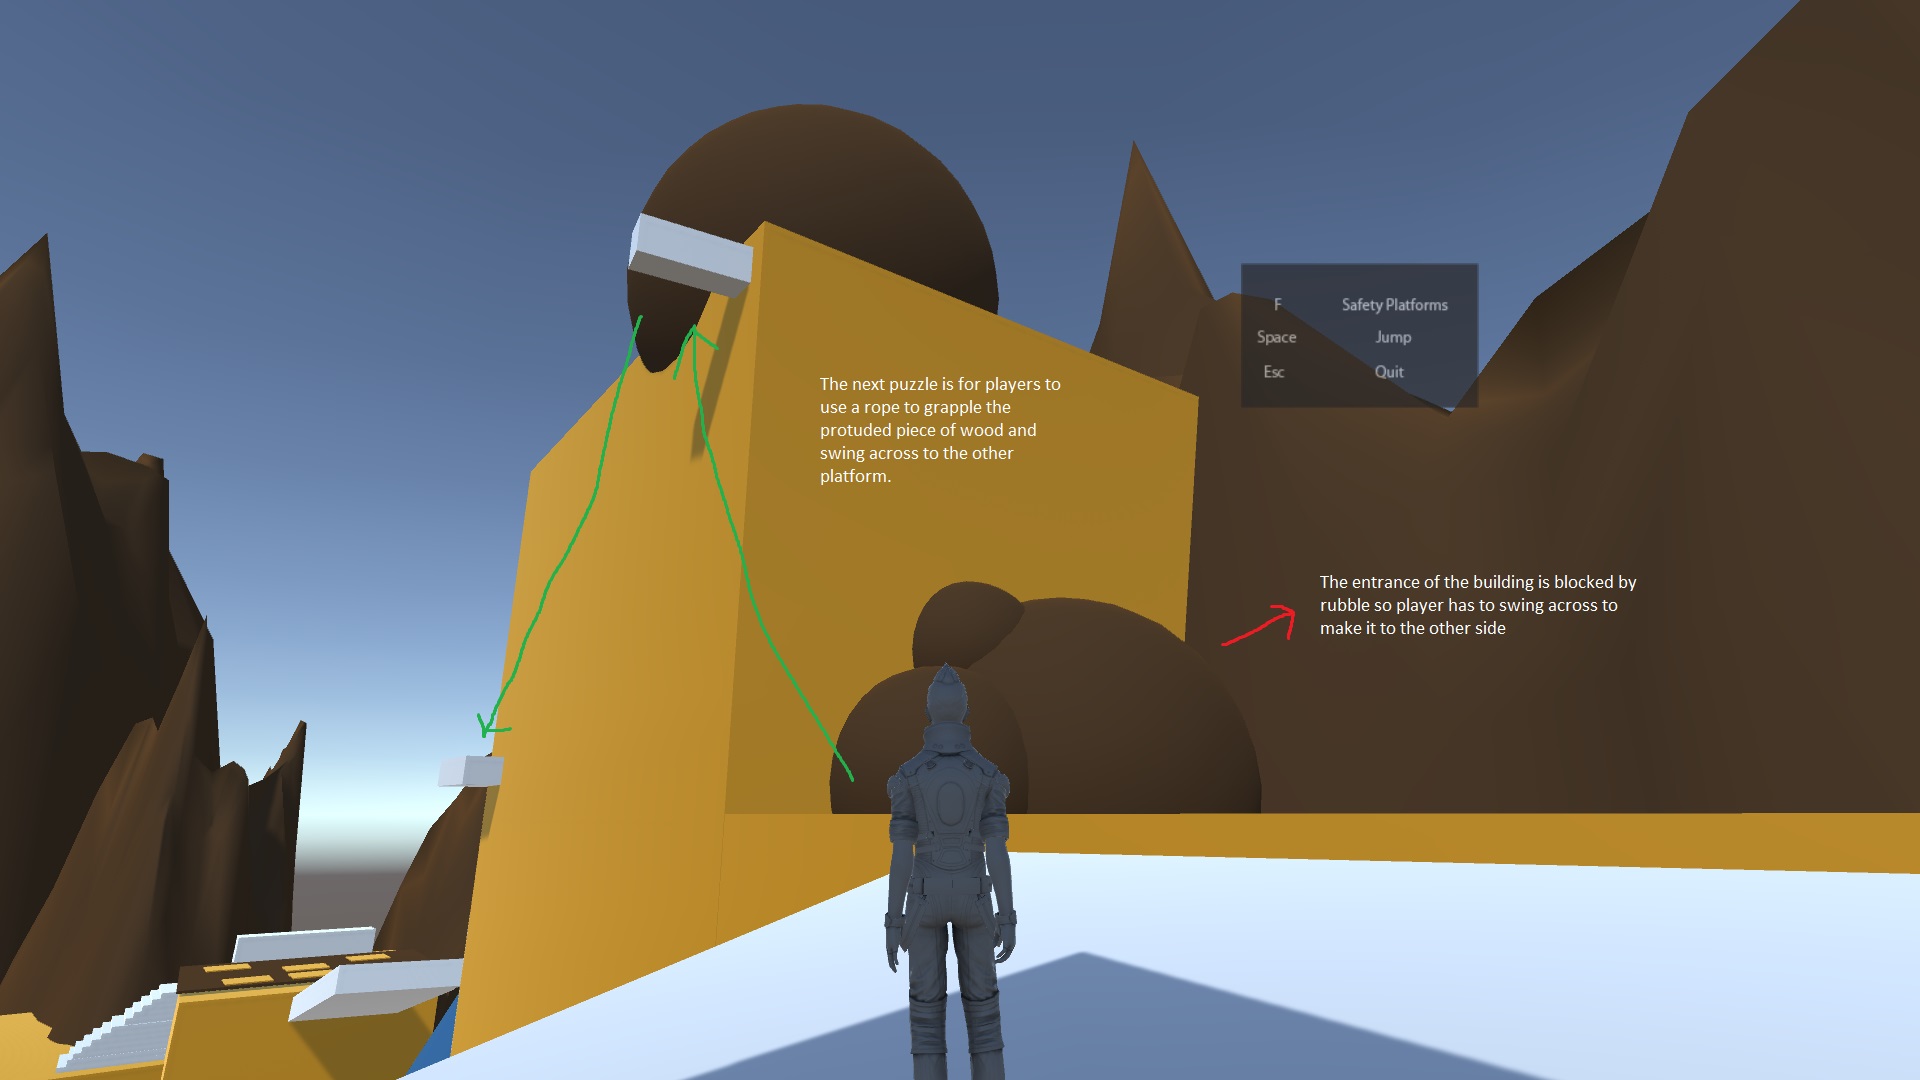 F Safety Platforms
Space Jump
Esc Quit
The next puzzle is for players to
use a rope to grapple the
protuded piece of wood and
swing across to the other
platform.
The entrance of the building is blocked by
rubble so player has to swing across to
make it to the other side